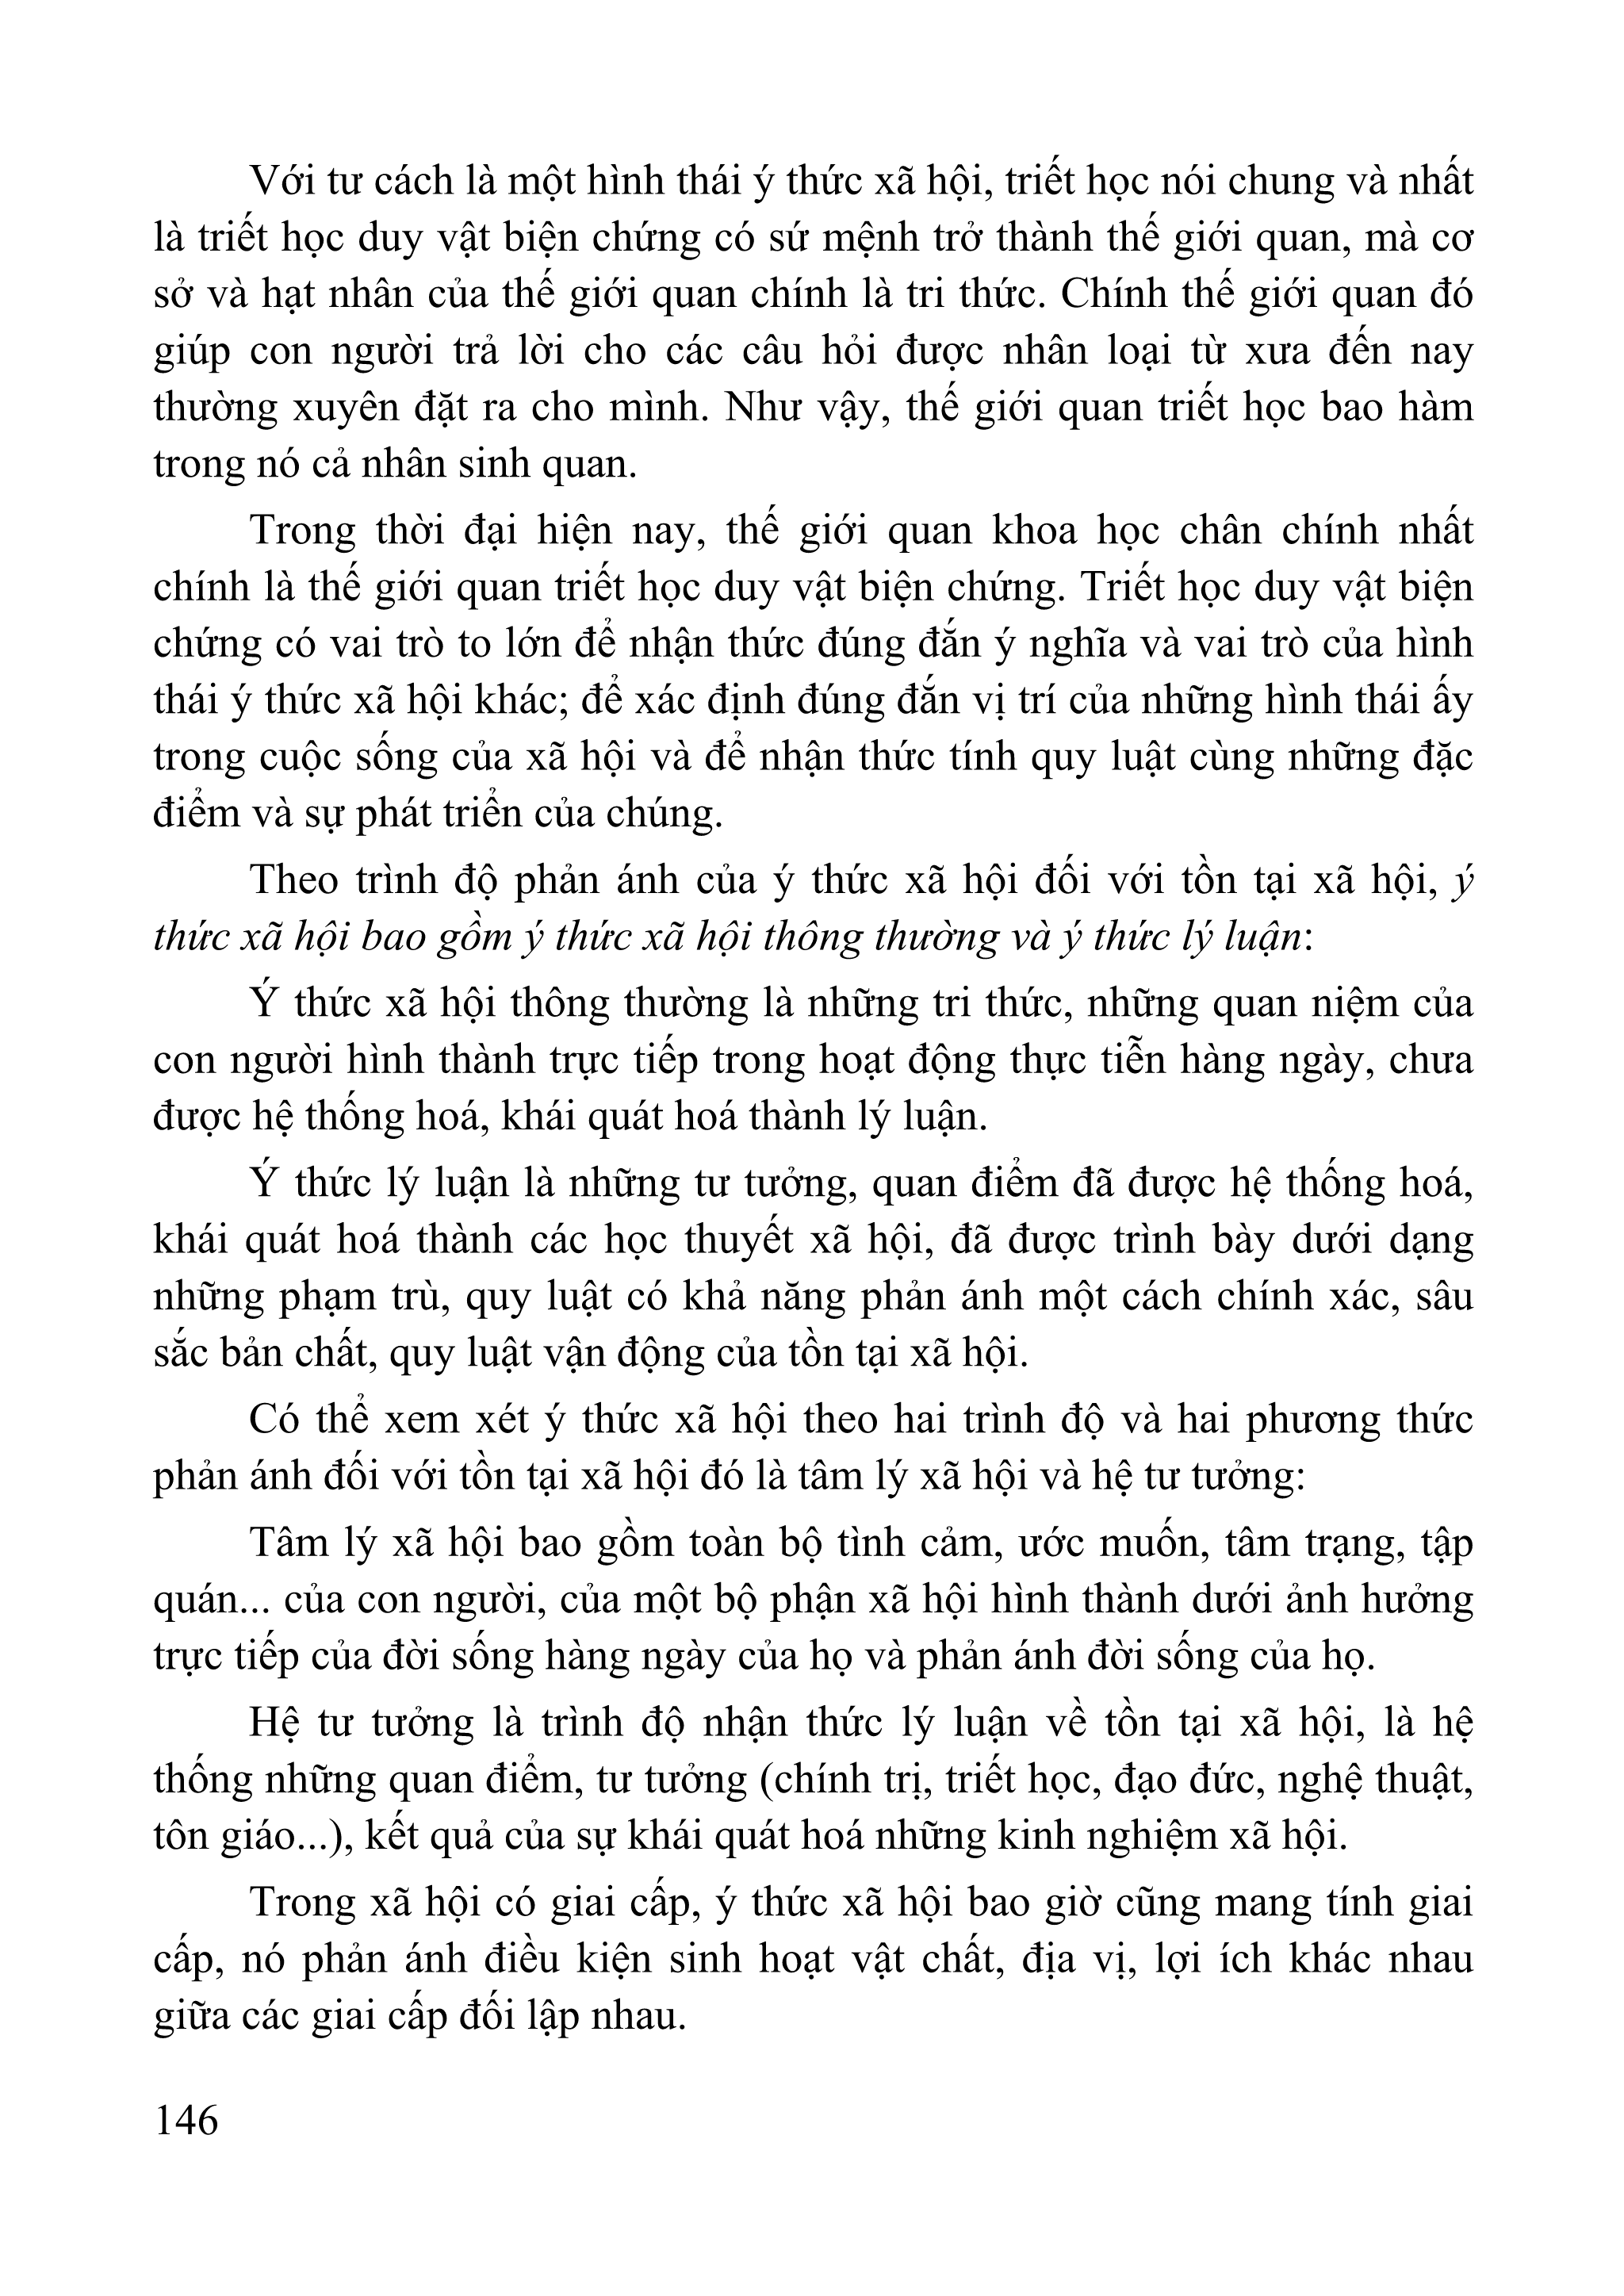 Với tư cách là một hình thái ý thức xã hội, triết học nói chung và nhất
là triết học duy vật biện chứng có sứ mệnh trở thành thế giới quan, mà cơ
sở và hạt nhân của thế giới quan chính là tri thức. Chính thế giới quan đó
giúp con người trả lời cho các câu hỏi được nhân loại từ xưa đến nay
thường xuyên đặt ra cho mình. Như vậy, thế giới quan triết học bao hàm
trong nó cả nhân sinh quan.
Trong thời đại hiện nay, thế giới quan khoa học chân chính nhất
chính là thế giới quan triết học duy vật biện chứng. Triết học duy vật biện
chứng có vai trò to lớn để nhận thức đúng đắn ý nghĩa và vai trò của hình
thái ý thức xã hội khác; để xác định đúng đắn vị trí của những hình thái ấy
trong cuộc sống của xã hội và để nhận thức tính quy luật cùng những đặc
điểm và sự phát triển của chúng.
Theo trình độ phản ánh của ý thức xã hội đối với tồn tại xã hội, ý
thức xã hội bao gồm ý thức xã hội thông thường và ý thức lý luận:
Ý thức xã hội thông thường là những tri thức, những quan niệm của
con người hình thành trực tiếp trong hoạt động thực tiễn hàng ngày, chưa
được hệ thống hoá, khái quát hoá thành lý luận.
Ý thức lý luận là những tư tưởng, quan điểm đã được hệ thống hoá,
khái quát hoá thành các học thuyết xã hội, đã được trình bày dưới dạng
những phạm trù, quy luật có khả năng phản ánh một cách chính xác, sâu
sắc bản chất, quy luật vận động của tồn tại xã hội.
Có thể xem xét ý thức xã hội theo hai trình độ và hai phương thức
phản ánh đối với tồn tại xã hội đó là tâm lý xã hội và hệ tư tưởng:
Tâm lý xã hội bao gồm toàn bộ tình cảm, ước muốn, tâm trạng, tập
quán... của con người, của một bộ phận xã hội hình thành dưới ảnh hưởng
trực tiếp của đời sống hàng ngày của họ và phản ánh đời sống của họ.
Hệ tư tưởng là trình độ nhận thức lý luận về tồn tại xã hội, là hệ
thống những quan điểm, tư tưởng (chính trị, triết học, đạo đức, nghệ thuật,
tôn giáo...), kết quả của sự khái quát hoá những kinh nghiệm xã hội.
Trong xã hội có giai cấp, ý thức xã hội bao giờ cũng mang tính giai
cấp, nó phản ánh điều kiện sinh hoạt vật chất, địa vị, lợi ích khác nhau
giữa các giai cấp đối lập nhau.
146